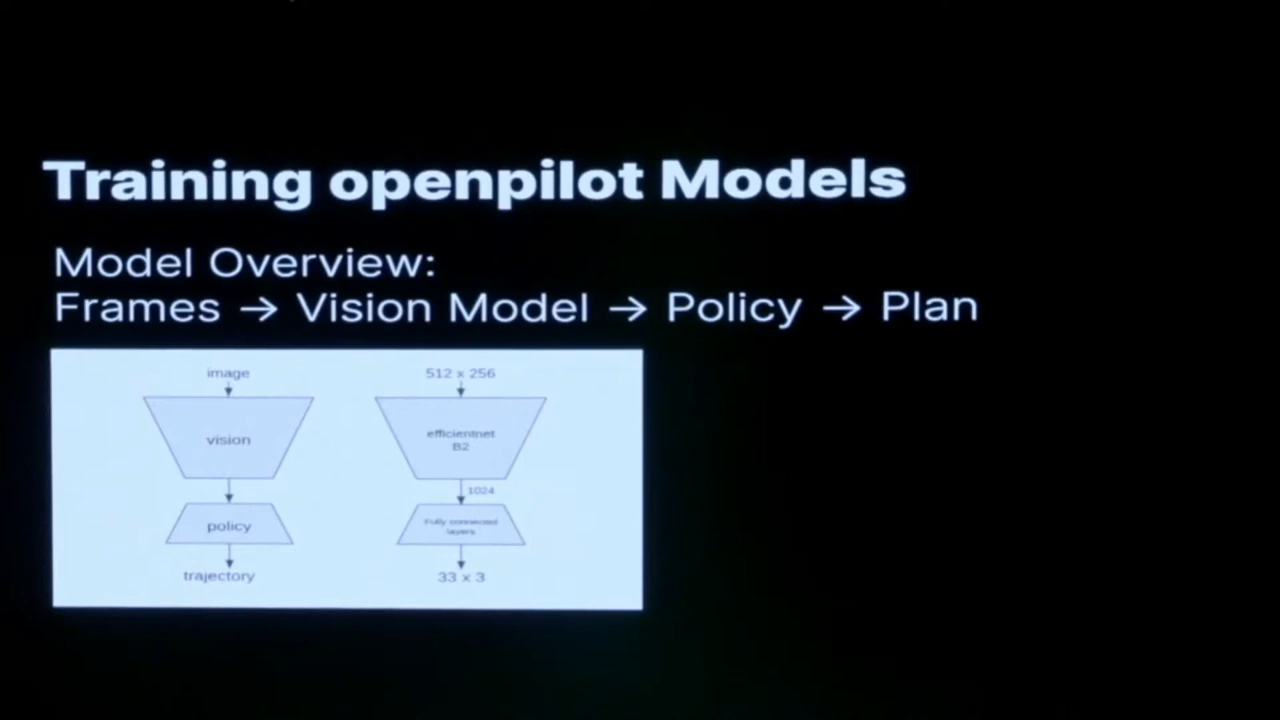 Training openpilot Models
Model Overview:
Frames → Vision Model → Policy → Plan
image
512 x 256
vision
efficientnet
B2
1024
policy
Fully connected
layers
trajectory
33 x 3